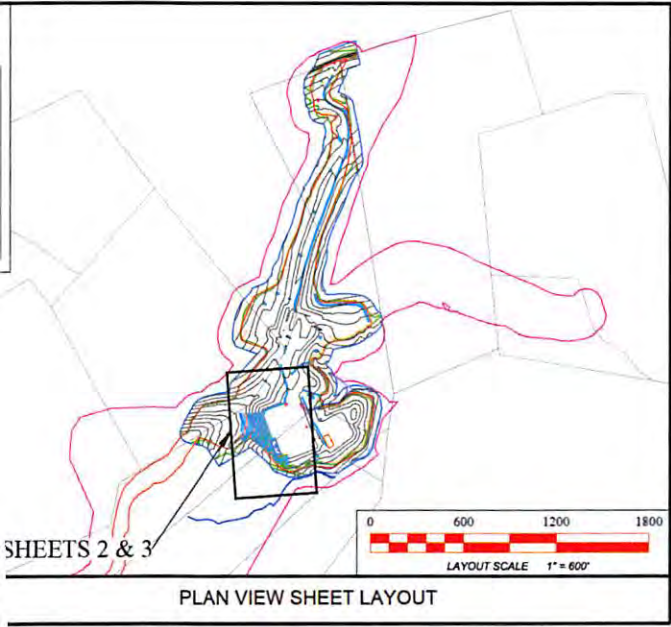 SHEETS 2 & 3
0 600 1200 1800
LAYOUT SCALE 1" = 600'
PLAN VIEW SHEET LAYOUT